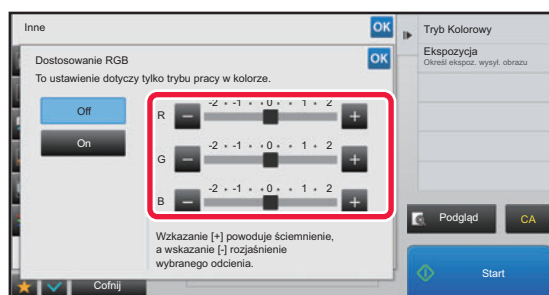 Inne
OK
Dostosowanie RGB
OK
To ustawienie dotyczy tylko trybu pracy w kolorze.
Off
On
-2 • -1 • • 0 • • 1 • 2
R - +
-2 • -1 • • 0 • • 1 • 2
G - +
-2 • -1 • • 0 • • 1 • 2
B - +
Wzkazanie [+] powoduje ściemnienie,
a wskazanie [-] rozjaśnienie
wybranego odcienia.
Cofnij
Tryb Kolorowy
Ekspozycja
Określ ekspoz. wysył. obrazu
Podgląd
CA
Start